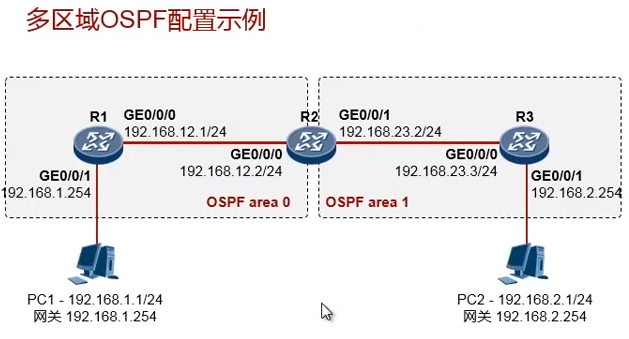 多区域OSPF配置示例
R1
GE0/0/0
192.168.12.1/24
R2
GE0/0/1
192.168.23.2/24
R3
GE0/0/1
192.168.1.254
GE0/0/0
192.168.12.2/24
GE0/0/0
192.168.23.3/24
GE0/0/1
192.168.2.254
OSPF area 0
OSPF area 1
PC1 - 192.168.1.1/24
网关 192.168.1.254
PC2 - 192.168.2.1/24
网关 192.168.2.254